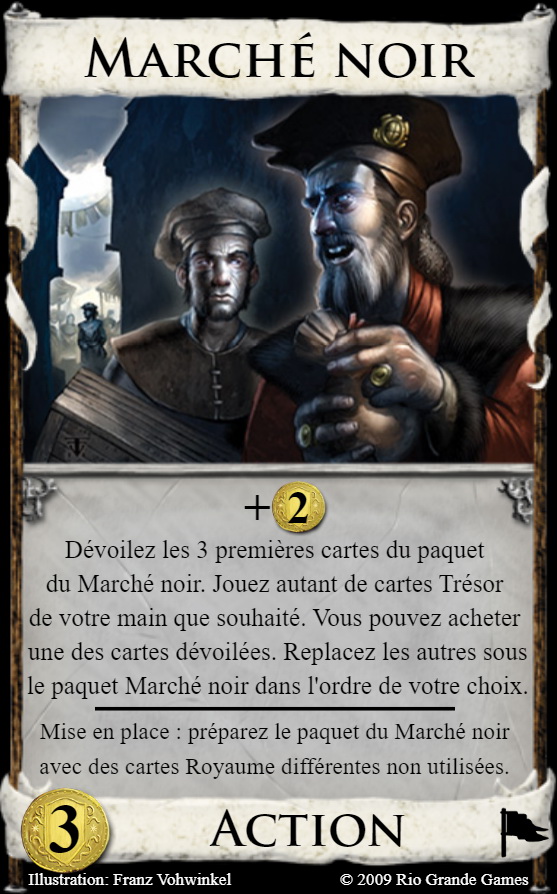 MARCHÉ NOIR
+2
Dévoilez les 3 premières cartes du paquet
du Marché noir. Jouez autant de cartes Trésor
de votre main que souhaité. Vous pouvez acheter
une des cartes dévoilées. Replacez les autres sous
le paquet Marché noir dans l'ordre de votre choix.
Mise en place : préparez le paquet du Marché noir
avec des cartes Royaume différentes non utilisées.
3
ACTION
Illustration: Franz Vohwinkel
© 2009 Rio Grande Games